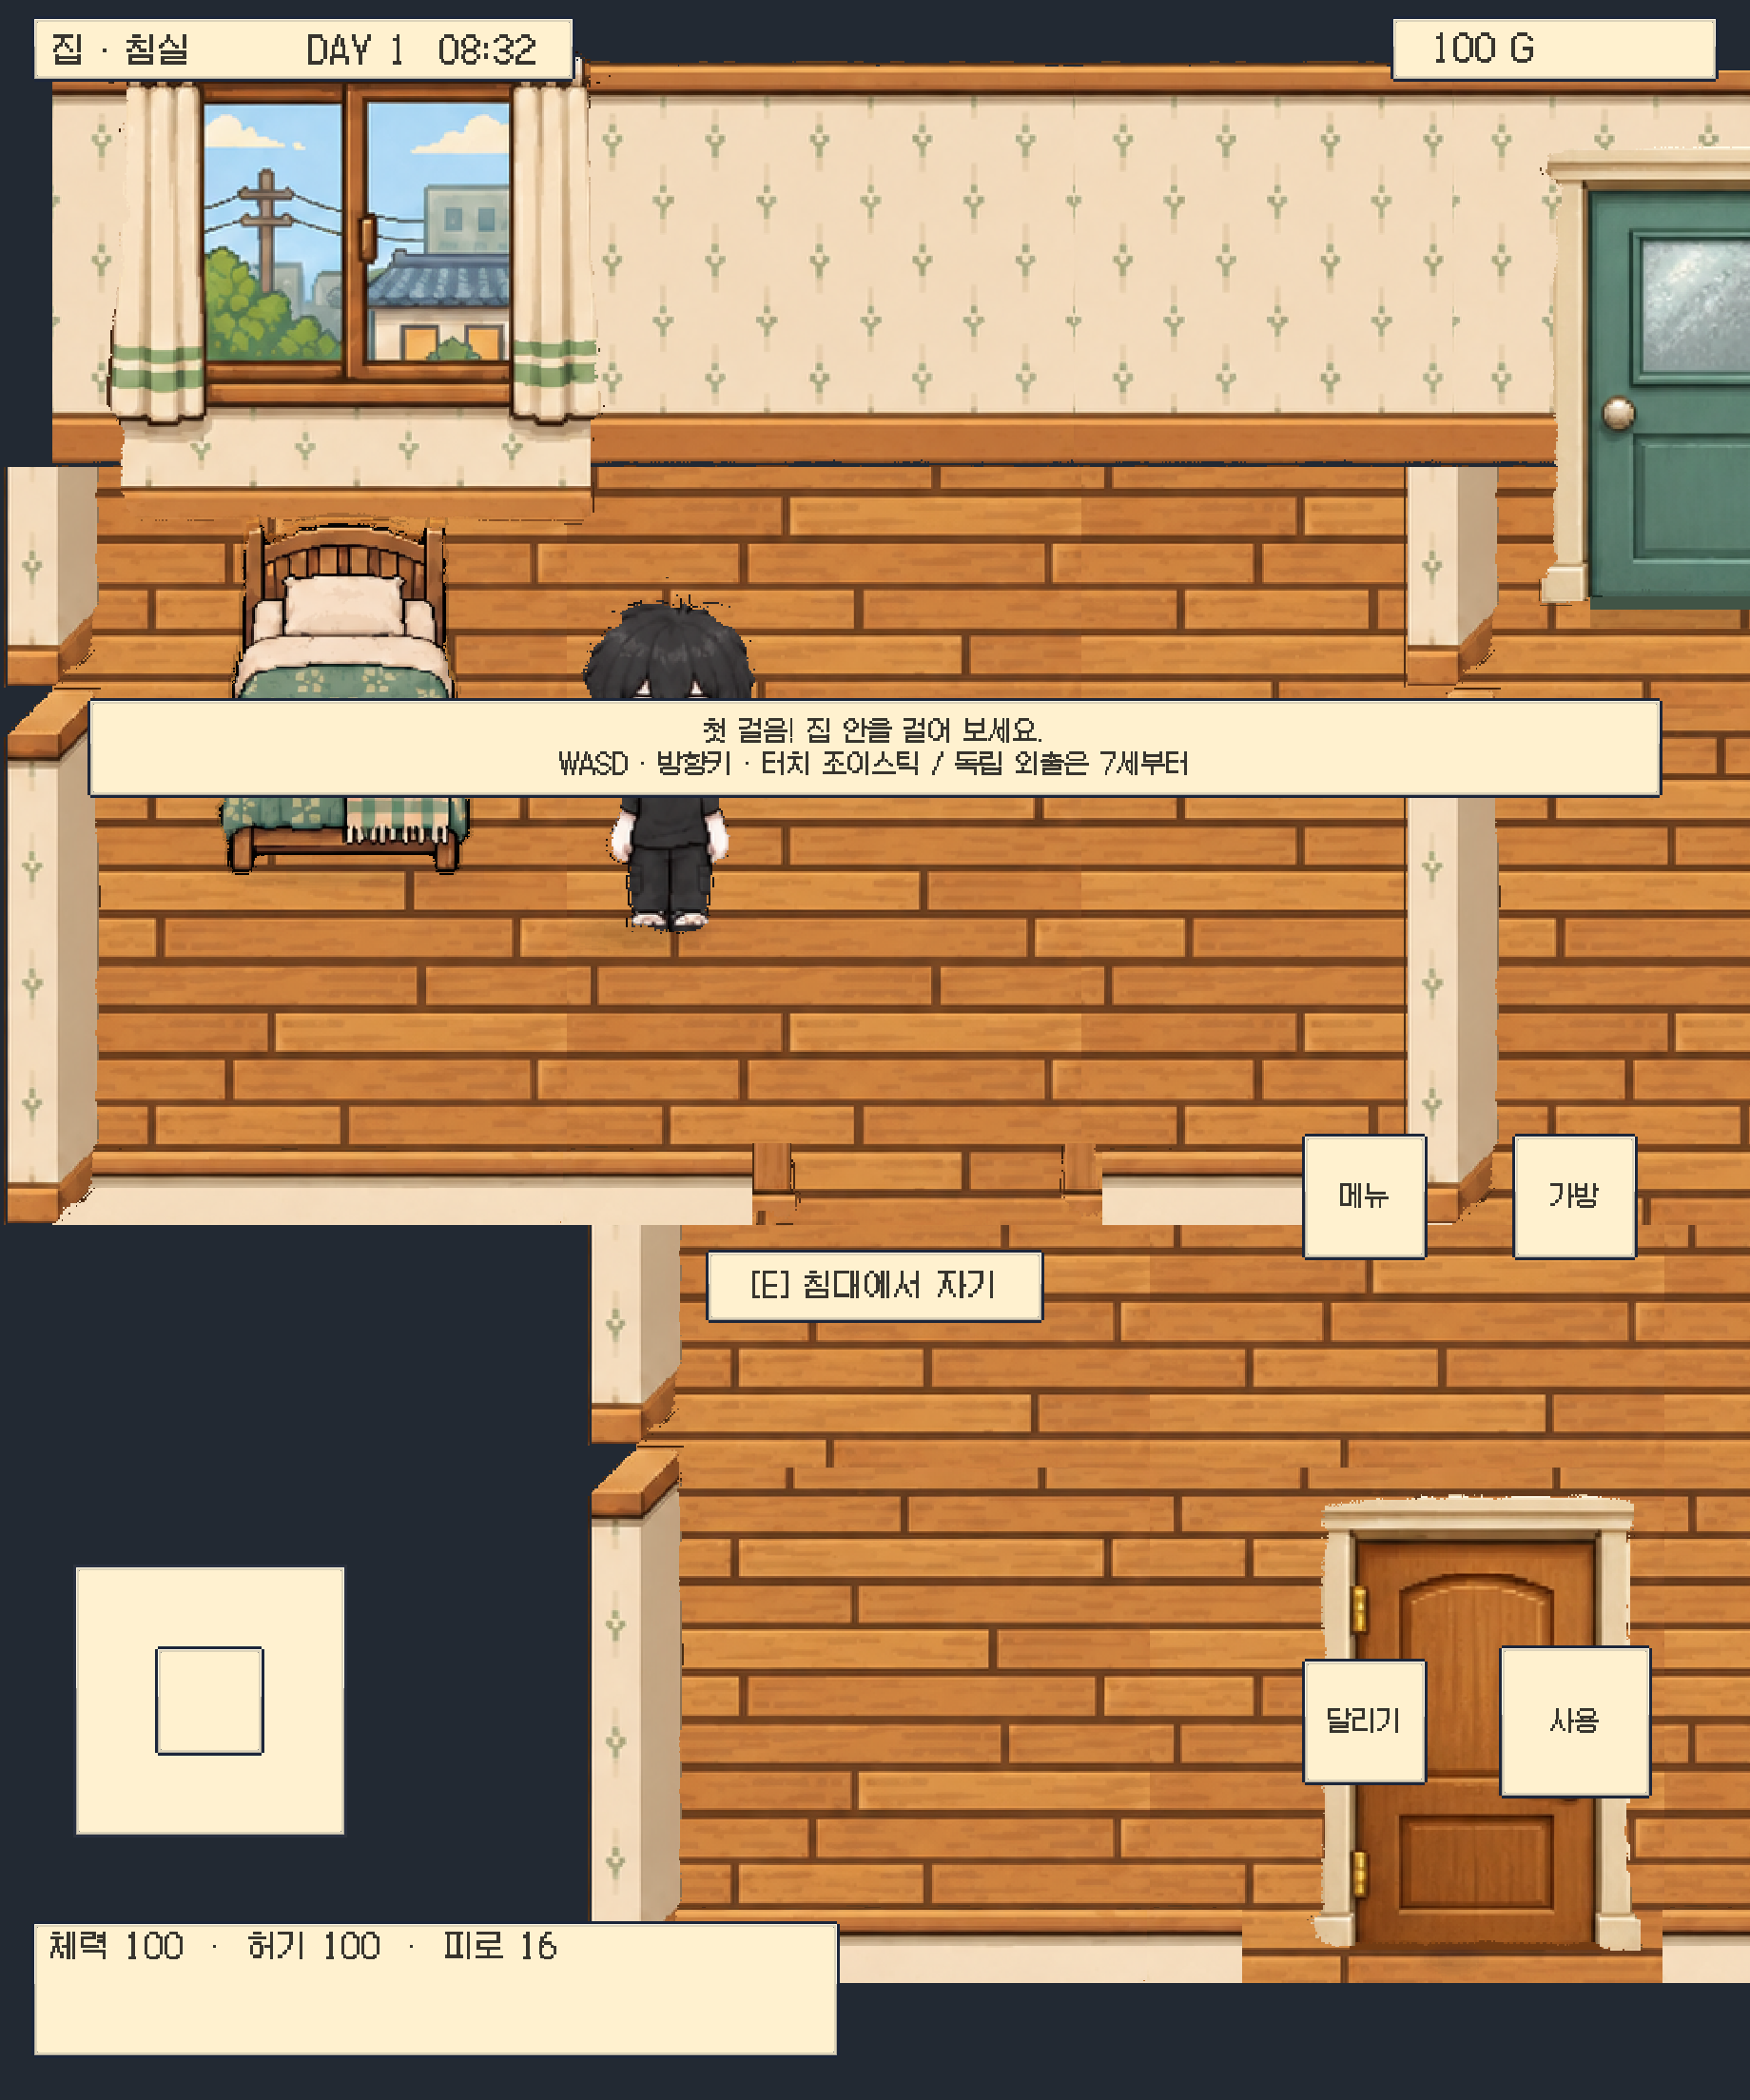 집 · 침실 DAY 1 08:32
100 G
첫 걸음! 집 안을 걸어 보세요.
WASD · 방향키 · 터치 조이스틱 / 독립 외출은 7세부터
메뉴
가방
[E] 침대에서 자기
달리기
사용
체력 100 · 허기 100 · 피로 16